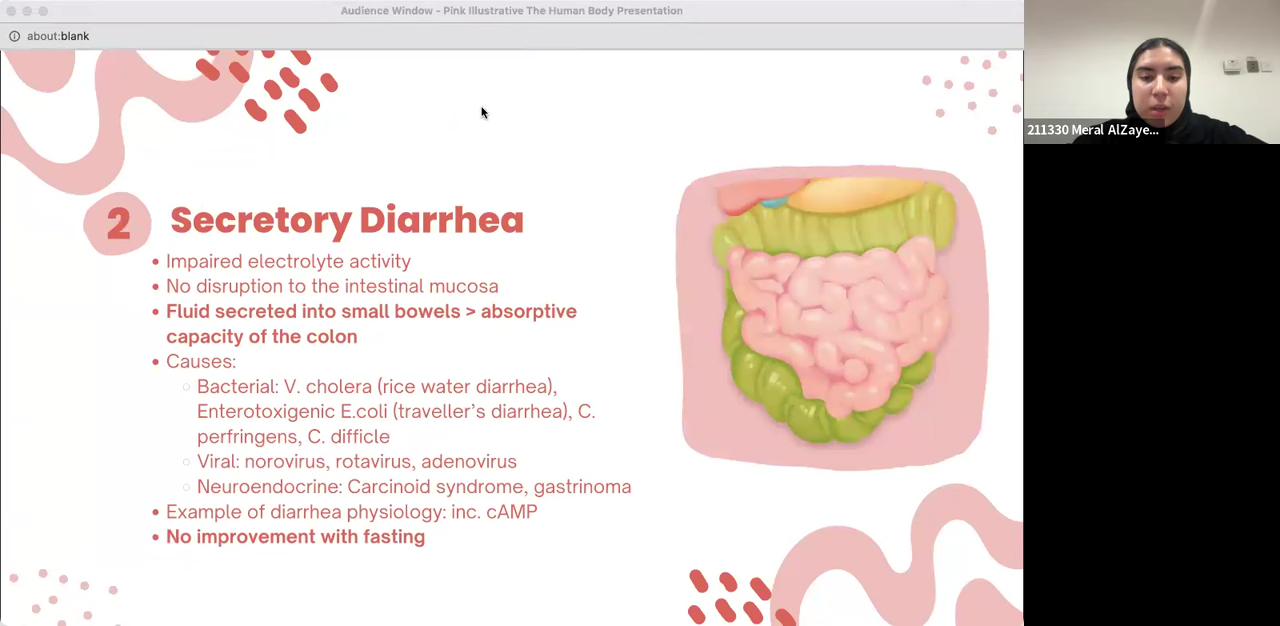 Audience Window - Pink Illustrative The Human Body Presentation
about:blank
211330 Meral AlZaye...
2
Secretory Diarrhea
• Impaired electrolyte activity
• No disruption to the intestinal mucosa
• Fluid secreted into small bowels > absorptive
capacity of the colon
• Causes:
○ Bacterial: V. cholera (rice water diarrhea),
Enterotoxigenic E.coli (traveller’s diarrhea), C.
perfringens, C. difficle
○ Viral: norovirus, rotavirus, adenovirus
○ Neuroendocrine: Carcinoid syndrome, gastrinoma
• Example of diarrhea physiology: inc. cAMP
• No improvement with fasting